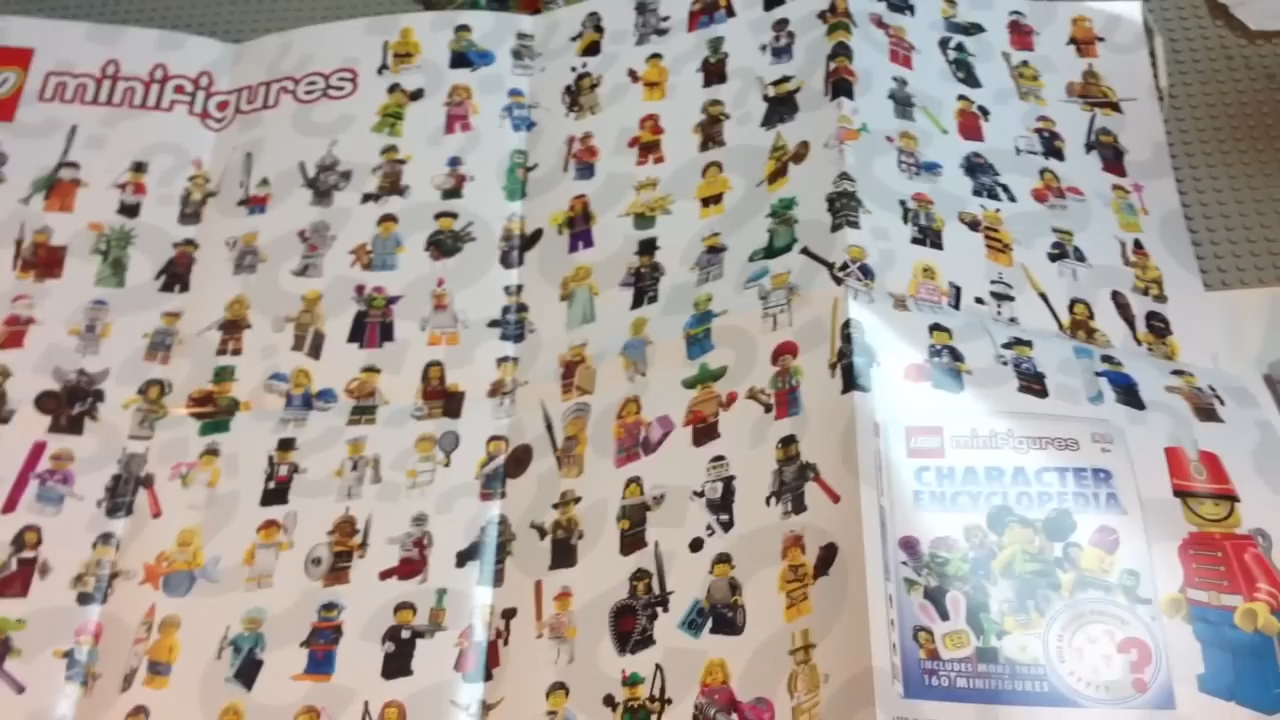 minifigures
LEGO minifigures
CHARACTER
ENCYCLOPEDIA
INCLUDES MORE THAN
160 MINIFIGURES